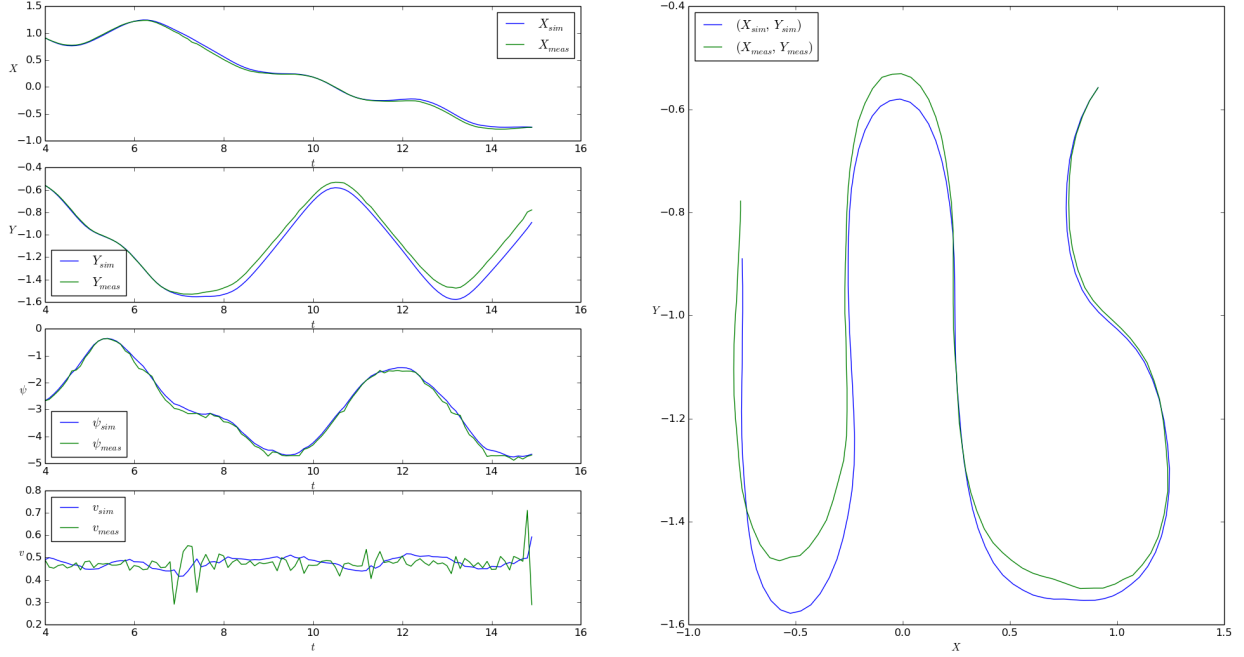 1.5
1.0
0.5
0.0
−0.5
−1.0
X
X_sim
X_meas
4 6 8 10 12 14 16
t
−0.4
−0.6
−0.8
−1.0
−1.2
−1.4
−1.6
Y
Y_sim
Y_meas
4 6 8 10 12 14 16
t
0
−1
−2
−3
−4
−5
ψ
ψ_sim
ψ_meas
4 6 8 10 12 14 16
t
0.8
0.7
0.6
0.5
0.4
0.3
0.2
v
v_sim
v_meas
4 6 8 10 12 14 16
t
−0.4
−0.6
−0.8
−1.0
−1.2
−1.4
−1.6
Y
(X_sim, Y_sim)
(X_meas, Y_meas)
−1.0 −0.5 0.0 0.5 1.0 1.5
X